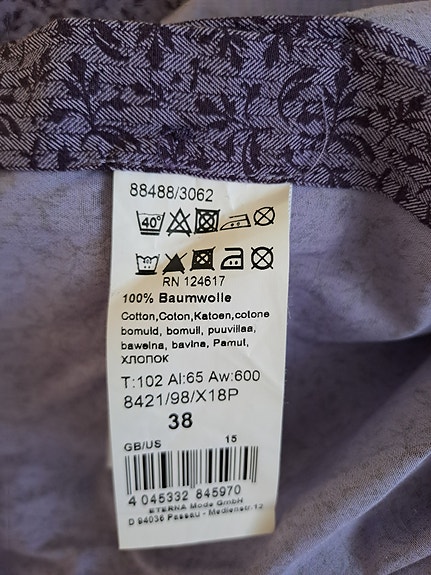 88488/3062
40°
RN 124617
100% Baumwolle
Cotton,Coton,Katoen,cotone
bomuld, bomull, puuvillaa,
bawelna, bavlna, Pamut,
ХЛОПОК
T:102 Al:65 Aw:600
8421/98/X18P
38
GB/US 15
4 045332 845970
ETERNA Mode GmbH
D 94036 Passau - Medienstr.12